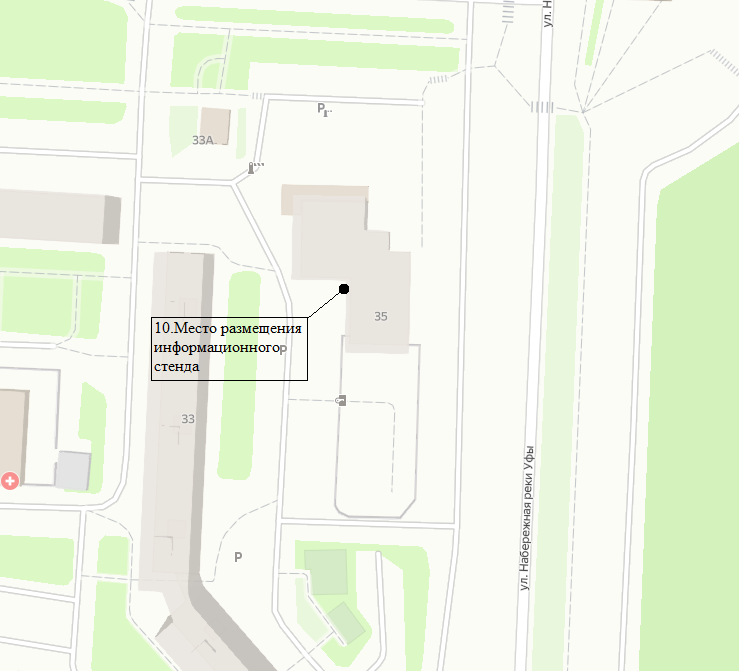 ул. Н
P...
33А
35
10.Место размещения
информационного
стенда
P
33
ул. Набережная реки Уфы
P